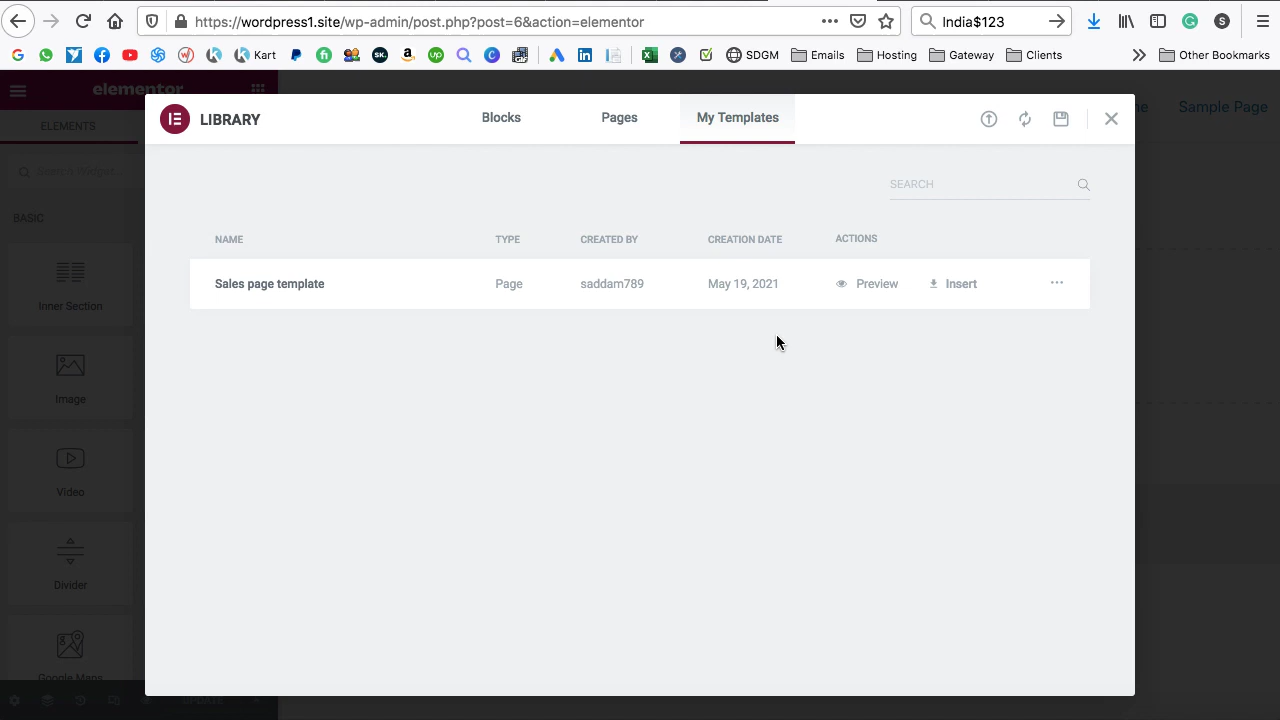 https://wordpress1.site/wp-admin/post.php?post=6&action=elementor
India$123
Kart
SDGM
Emails
Hosting
Gateway
Clients
Other Bookmarks
elementor
ELEMENTS
Sample Page
LIBRARY
Blocks
Pages
My Templates
Search Widget...
SEARCH
BASIC
NAME TYPE CREATED BY CREATION DATE ACTIONS
Sales page template Page saddam789 May 19, 2021 Preview Insert
Inner Section
Image
Video
Divider
Google Maps
UPDATE